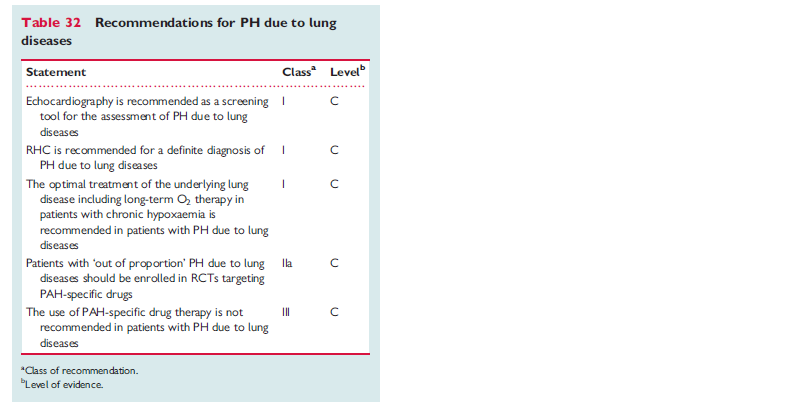 Table 32 Recommendations for PH due to lung
diseases
Statement Classᵃ Levelᵇ
Echocardiography is recommended as a screening I C
tool for the assessment of PH due to lung
diseases
RHC is recommended for a definite diagnosis of I C
PH due to lung diseases
The optimal treatment of the underlying lung I C
disease including long-term O₂ therapy in
patients with chronic hypoxaemia is
recommended in patients with PH due to lung
diseases
Patients with ‘out of proportion’ PH due to lung IIa C
diseases should be enrolled in RCTs targeting
PAH-specific drugs
The use of PAH-specific drug therapy is not III C
recommended in patients with PH due to lung
diseases
ᵃClass of recommendation.
ᵇLevel of evidence.